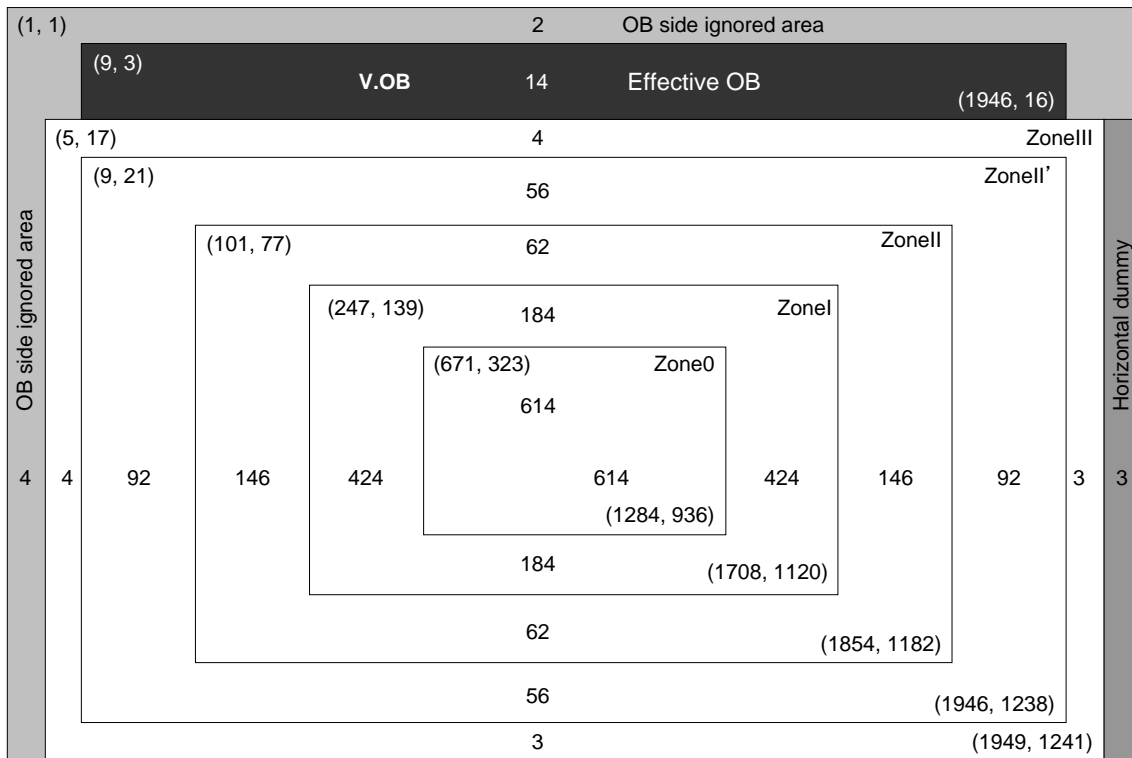 (1, 1) 2 OB side ignored area
(9, 3)
V.OB 14 Effective OB
(1946, 16)
(5, 17) 4 ZoneIII
(9, 21) ZoneII’
56
(101, 77) 62 ZoneII
(247, 139) 184 ZoneI
(671, 323) Zone0
614
OB side ignored area
Horizontal dummy
4 4 92 146 424 614 424 146 92 3 3
(1284, 936)
184 (1708, 1120)
62 (1854, 1182)
56 (1946, 1238)
3 (1949, 1241)